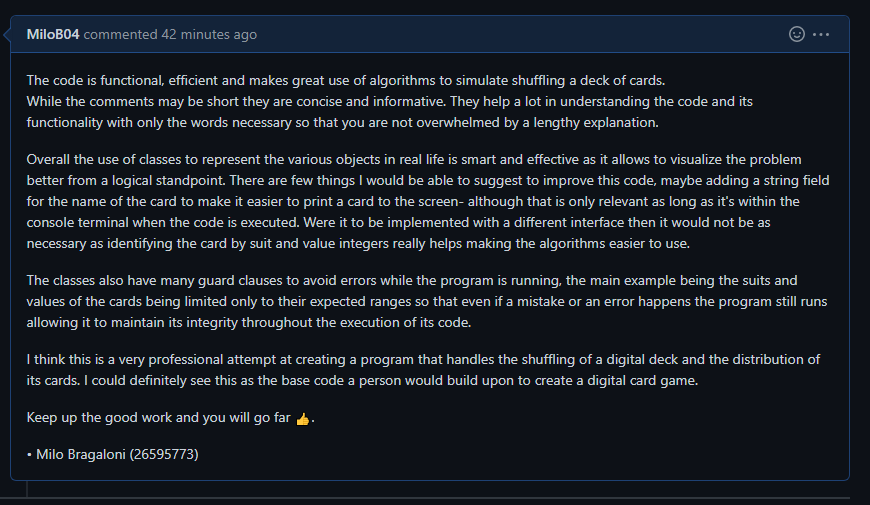 MiloB04 commented 42 minutes ago
The code is functional, efficient and makes great use of algorithms to simulate shuffling a deck of cards.
While the comments may be short they are concise and informative. They help a lot in understanding the code and its
functionality with only the words necessary so that you are not overwhelmed by a lengthy explanation.
Overall the use of classes to represent the various objects in real life is smart and effective as it allows to visualize the problem
better from a logical standpoint. There are few things I would be able to suggest to improve this code, maybe adding a string field
for the name of the card to make it easier to print a card to the screen- although that is only relevant as long as it's within the
console terminal when the code is executed. Were it to be implemented with a different interface then it would not be as
necessary as identifying the card by suit and value integers really helps making the algorithms easier to use.
The classes also have many guard clauses to avoid errors while the program is running, the main example being the suits and
values of the cards being limited only to their expected ranges so that even if a mistake or an error happens the program still runs
allowing it to maintain its integrity throughout the execution of its code.
I think this is a very professional attempt at creating a program that handles the shuffling of a digital deck and the distribution of
its cards. I could definitely see this as the base code a person would build upon to create a digital card game.
Keep up the good work and you will go far 👍.
• Milo Bragaloni (26595773)